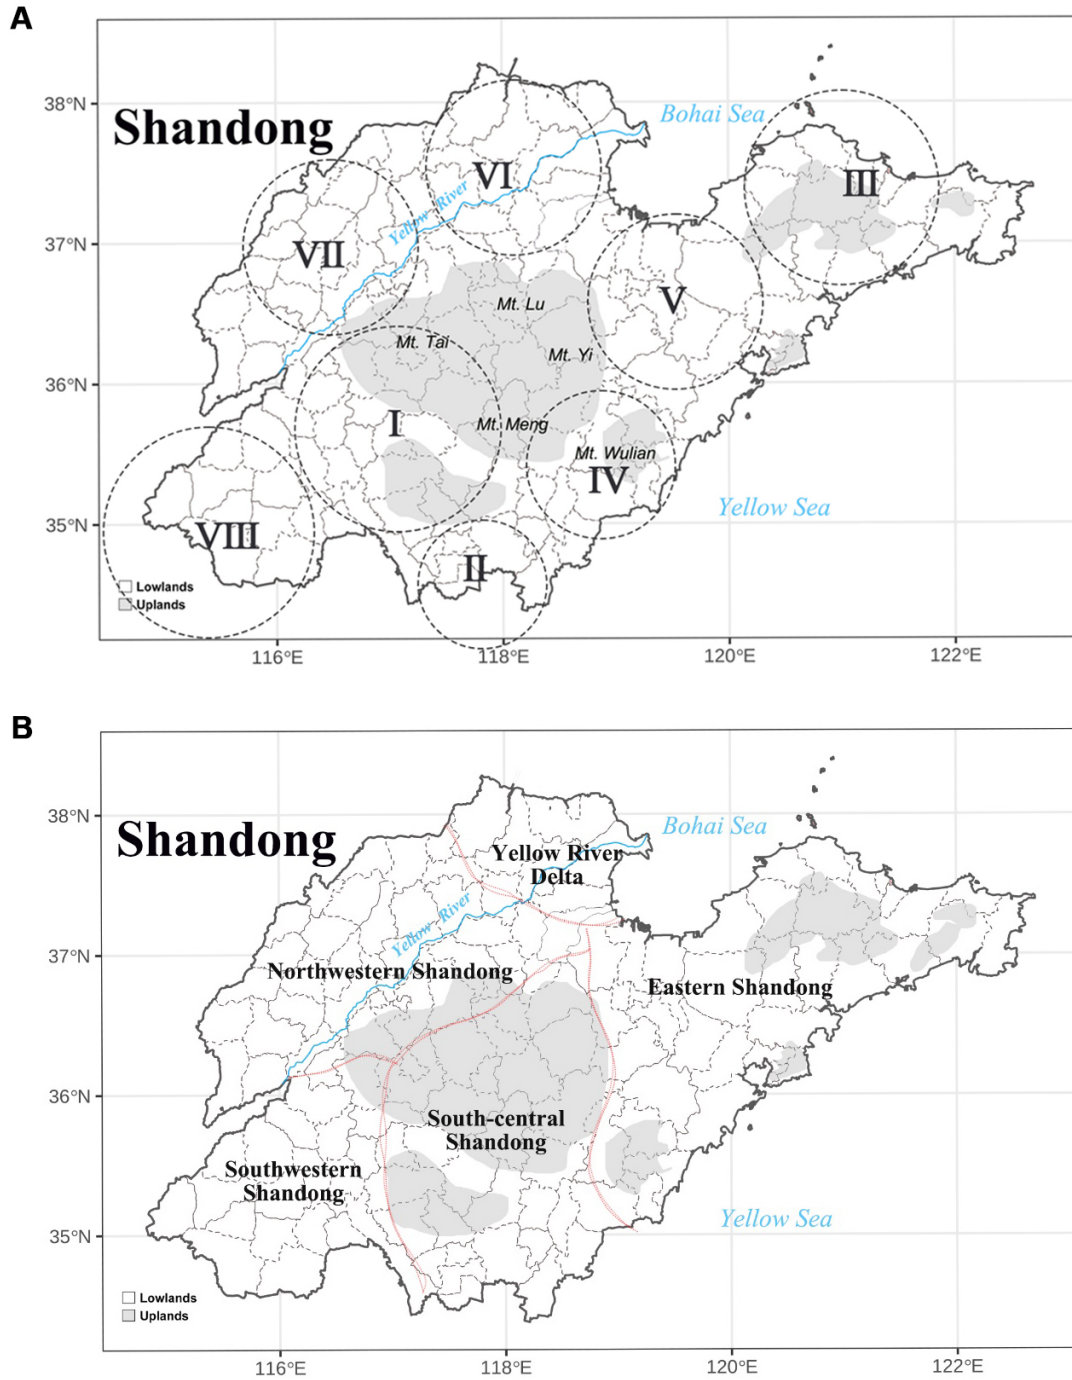 A
38°N
Shandong
Bohai Sea
VI
III
Yellow River
37°N
VII
V
Mt. Lu
Mt. Tai
Mt. Yi
36°N
I
Mt. Meng
Mt. Wulian
IV
35°N
Yellow Sea
VIII
II
Lowlands
Uplands
116°E
118°E
120°E
122°E
B
38°N
Shandong
Bohai Sea
Yellow River
Delta
Yellow River
37°N
Northwestern Shandong
Eastern Shandong
36°N
South-central
Shandong
Southwestern
Shandong
35°N
Yellow Sea
Lowlands
Uplands
116°E
118°E
120°E
122°E